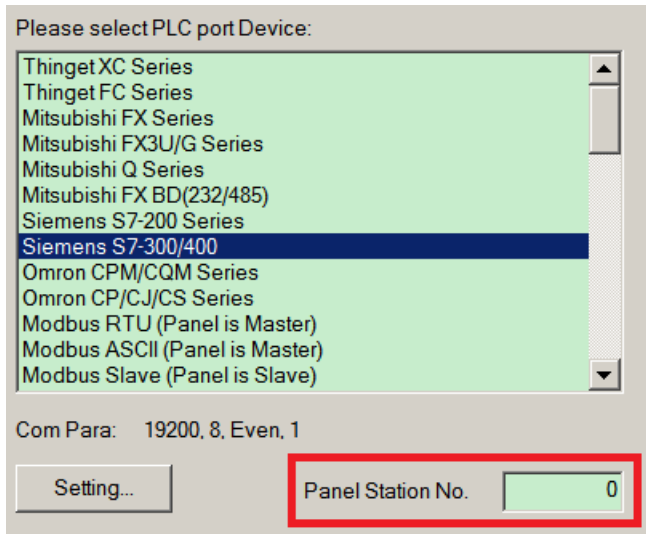 Please select PLC port Device:
Thinget XC Series
Thinget FC Series
Mitsubishi FX Series
Mitsubishi FX3U/G Series
Mitsubishi Q Series
Mitsubishi FX BD(232/485)
Siemens S7-200 Series
Siemens S7-300/400
Omron CPM/CQM Series
Omron CP/CJ/CS Series
Modbus RTU (Panel is Master)
Modbus ASCII (Panel is Master)
Modbus Slave (Panel is Slave)
Com Para: 19200, 8, Even, 1
Setting... Panel Station No. 0